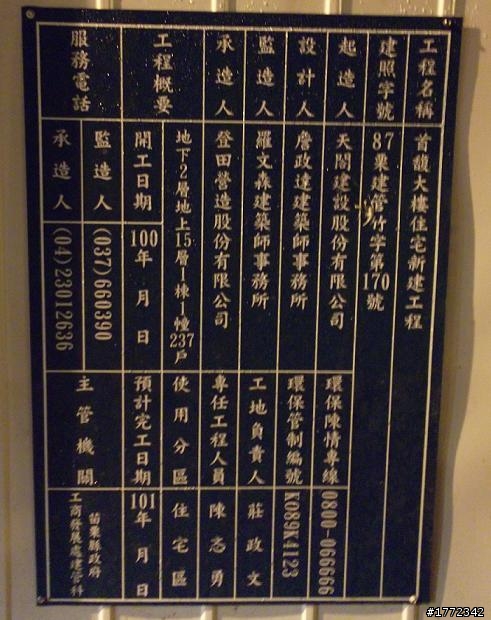 工程名稱
首馥大樓住宅新建工程
建照字號
87栗建管竹字第170號
起造人
天閣建設股份有限公司
環保陳情專線
0800-066666
設計人
詹政達建築師事務所
環保管制編號
K089K4123
監造人
羅文森建築師事務所
工地負責人
莊政文
承造人
登田營造股份有限公司
專任工程人員
陳志勇
工程概要
地下2層地上15層1棟1幢237戶
使用分區
住宅區
開工日期
100年 月 日
預計完工日期
101年 月 日
服務電話
監造人
(037)660390
承造人
(04)23012636
主管機關
苗栗縣政府
工商發展處建管科
#1772342